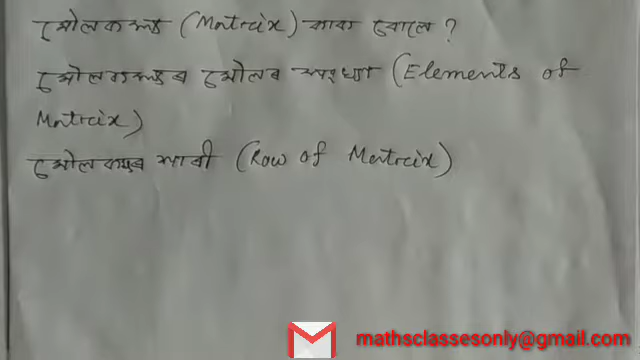 মৌলকক্ষ (Matrix) কাক বোলে?
মৌলকক্ষৰ মৌলৰ সংখ্যা (Elements of
Matrix)
মৌলকক্ষৰ শাৰী (Row of Matrix)
mathsclassesonly@gmail.com